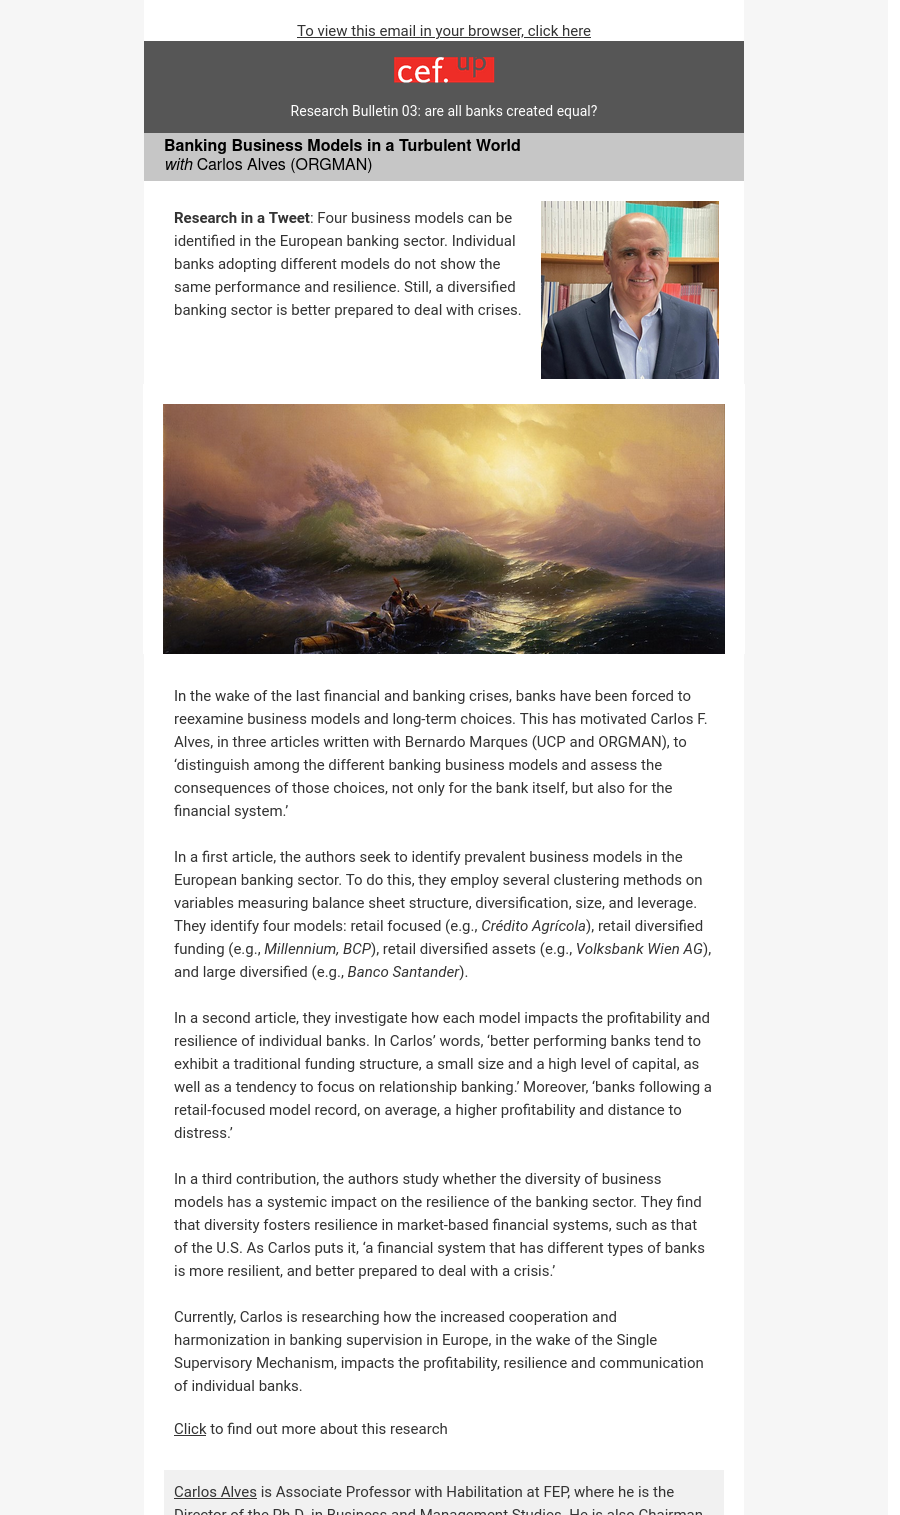 To view this email in your browser, click here
cef.up
Research Bulletin 03: are all banks created equal?
Banking Business Models in a Turbulent World
with Carlos Alves (ORGMAN)
Research in a Tweet: Four business models can be
identified in the European banking sector. Individual
banks adopting different models do not show the
same performance and resilience. Still, a diversified
banking sector is better prepared to deal with crises.
In the wake of the last financial and banking crises, banks have been forced to
reexamine business models and long-term choices. This has motivated Carlos F.
Alves, in three articles written with Bernardo Marques (UCP and ORGMAN), to
‘distinguish among the different banking business models and assess the
consequences of those choices, not only for the bank itself, but also for the
financial system.’
In a first article, the authors seek to identify prevalent business models in the
European banking sector. To do this, they employ several clustering methods on
variables measuring balance sheet structure, diversification, size, and leverage.
They identify four models: retail focused (e.g., Crédito Agrícola), retail diversified
funding (e.g., Millennium, BCP), retail diversified assets (e.g., Volksbank Wien AG),
and large diversified (e.g., Banco Santander).
In a second article, they investigate how each model impacts the profitability and
resilience of individual banks. In Carlos’ words, ‘better performing banks tend to
exhibit a traditional funding structure, a small size and a high level of capital, as
well as a tendency to focus on relationship banking.’ Moreover, ‘banks following a
retail-focused model record, on average, a higher profitability and distance to
distress.’
In a third contribution, the authors study whether the diversity of business
models has a systemic impact on the resilience of the banking sector. They find
that diversity fosters resilience in market-based financial systems, such as that
of the U.S. As Carlos puts it, ‘a financial system that has different types of banks
is more resilient, and better prepared to deal with a crisis.’
Currently, Carlos is researching how the increased cooperation and
harmonization in banking supervision in Europe, in the wake of the Single
Supervisory Mechanism, impacts the profitability, resilience and communication
of individual banks.
Click to find out more about this research
Carlos Alves is Associate Professor with Habilitation at FEP, where he is the
Director of the Ph.D. in Business and Management Studies. He is also Chairman